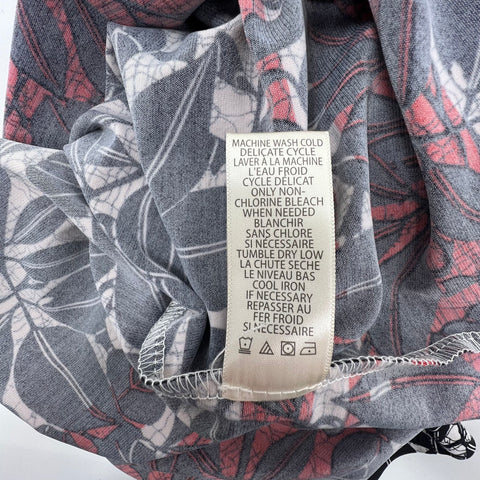 MACHINE WASH COLD
DELICATE CYCLE
LAVER À LA MACHINE
L'EAU FROID
CYCLE DELICAT
ONLY NON-
CHLORINE BLEACH
WHEN NEEDED
BLANCHIR
SANS CHLORE
SI NÉCESSAIRE
TUMBLE DRY LOW
LA CHUTE SECHE
LE NIVEAU BAS
COOL IRON
IF NECESSARY
REPASSER AU
FER FROID
SI NÉCESSAIRE